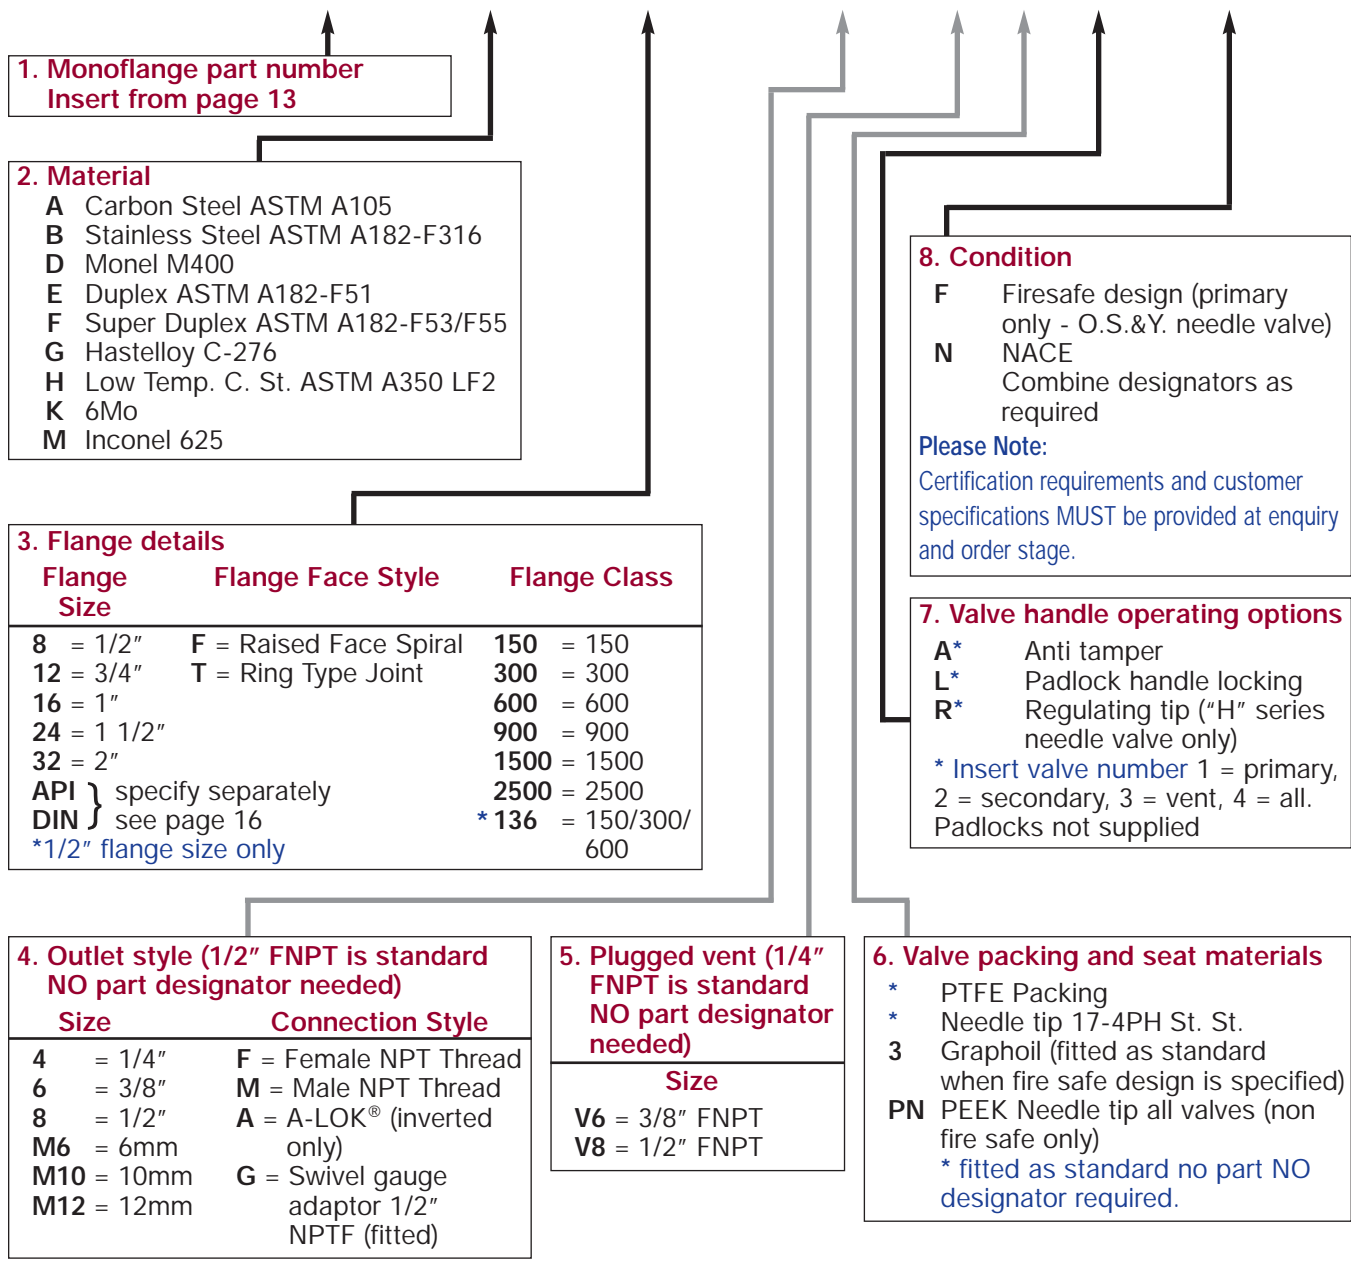 1. Monoflange part number
Insert from page 13
2. Material
A Carbon Steel ASTM A105
B Stainless Steel ASTM A182-F316
D Monel M400
E Duplex ASTM A182-F51
F Super Duplex ASTM A182-F53/F55
G Hastelloy C-276
H Low Temp. C. St. ASTM A350 LF2
K 6Mo
M Inconel 625
3. Flange details
Flange Flange Face Style Flange Class
Size
8 = 1/2″ F = Raised Face Spiral 150 = 150
12 = 3/4″ T = Ring Type Joint 300 = 300
16 = 1″ 600 = 600
24 = 1 1/2″ 900 = 900
32 = 2″ 1500 = 1500
API } specify separately 2500 = 2500
DIN see page 16 * 136 = 150/300/
*1/2″ flange size only 600
8. Condition
F Firesafe design (primary
only - O.S.&Y. needle valve)
N NACE
Combine designators as
required
Please Note:
Certification requirements and customer
specifications MUST be provided at enquiry
and order stage.
7. Valve handle operating options
A* Anti tamper
L* Padlock handle locking
R* Regulating tip (“H” series
needle valve only)
* Insert valve number 1 = primary,
2 = secondary, 3 = vent, 4 = all.
Padlocks not supplied
4. Outlet style (1/2″ FNPT is standard
NO part designator needed)
Size Connection Style
4 = 1/4″ F = Female NPT Thread
6 = 3/8″ M = Male NPT Thread
8 = 1/2″ A = A-LOK® (inverted
M6 = 6mm only)
M10 = 10mm G = Swivel gauge
M12 = 12mm adaptor 1/2″
NPTF (fitted)
5. Plugged vent (1/4″
FNPT is standard
NO part designator
needed)
Size
V6 = 3/8″ FNPT
V8 = 1/2″ FNPT
6. Valve packing and seat materials
* PTFE Packing
* Needle tip 17-4PH St. St.
3 Graphoil (fitted as standard
when fire safe design is specified)
PN PEEK Needle tip all valves (non
fire safe only)
* fitted as standard no part NO
designator required.